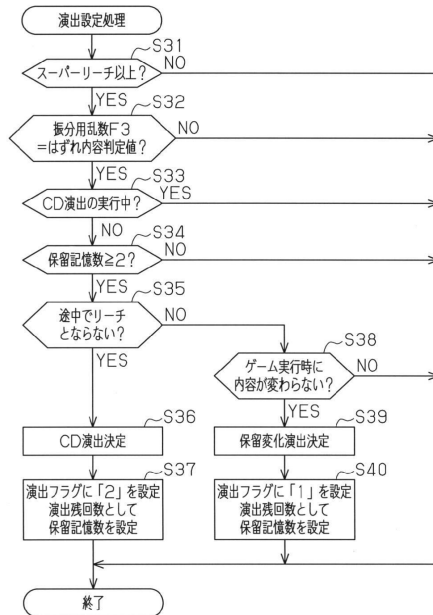 演出設定処理
S31
スーパーリーチ以上？
NO
YES
S32
振分用乱数F3
＝はずれ内容判定値？
NO
YES
S33
CD演出の実行中？
YES
NO
S34
保留記憶数≧2？
NO
YES
S35
途中でリーチ
とならない？
NO
YES
S38
ゲーム実行時に
内容が変わらない？
NO
YES
S36
CD演出決定
S39
保留変化演出決定
S37
演出フラグに「2」を設定
演出残回数として
保留記憶数を設定
S40
演出フラグに「1」を設定
演出残回数として
保留記憶数を設定
終了